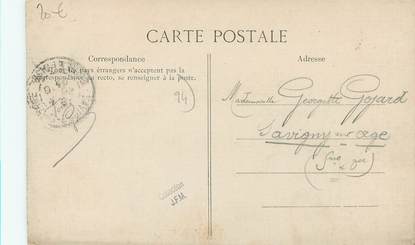 20 €
CARTE POSTALE
Correspondance
Tous les pays étrangers n'acceptent pas la
correspondance au recto, se renseigner à la poste.
Adresse
94
Mademoiselle Georgette Gojard
Savigny sur orge
Collection
J.F.M.